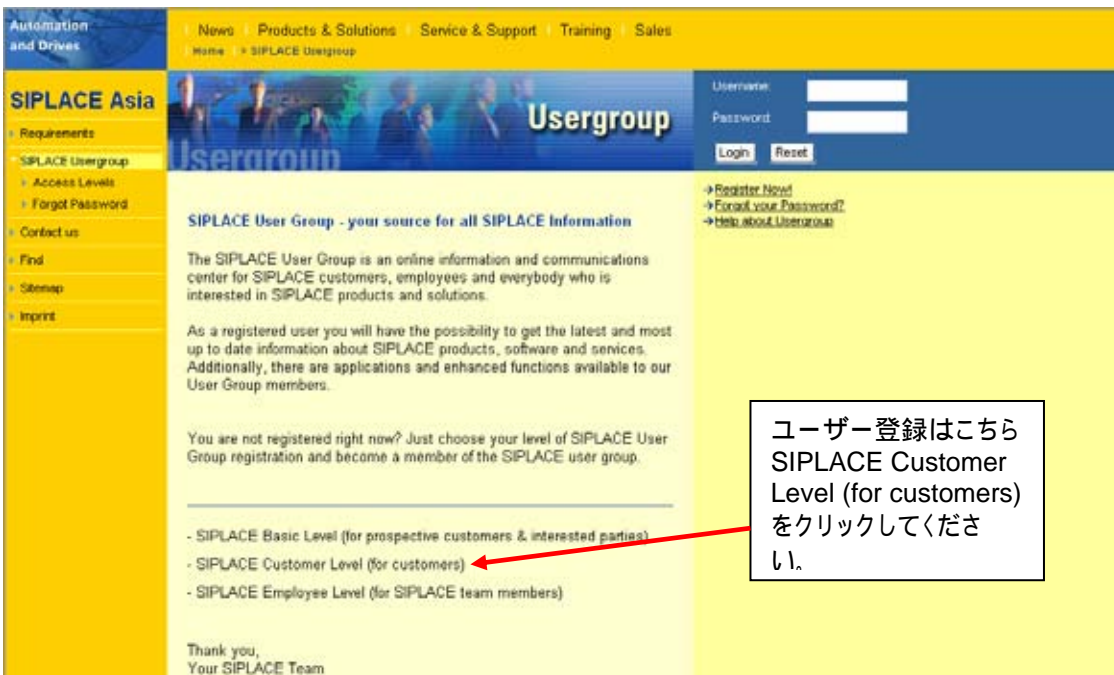 Automation
and Drives
News Products & Solutions Service & Support Training Sales
Home SIPLACE Usergroup
SIPLACE Asia
Requirements
SIPLACE Usergroup
Access Levels
Forgot Password
Contact us
Find
Sitemap
Imprint
Usergroup
Usergroup
Username:
Password:
Login Reset
Register Now!
Forgot your Password?
Help about Usergroup
SIPLACE User Group - your source for all SIPLACE Information
The SIPLACE User Group is an online information and communications
center for SIPLACE customers, employees and everybody who is
interested in SIPLACE products and solutions.
As a registered user you will have the possibility to get the latest and most
up to date information about SIPLACE products, software and services.
Additionally, there are applications and enhanced functions available to our
User Group members.
You are not registered right now? Just choose your level of SIPLACE User
Group registration and become a member of the SIPLACE user group.
- SIPLACE Basic Level (for prospective customers & interested parties)
- SIPLACE Customer Level (for customers)
- SIPLACE Employee Level (for SIPLACE team members)
Thank you,
Your SIPLACE Team
ユーザー登録はこちら
SIPLACE Customer
Level (for customers)
をクリックしてくださ
い。